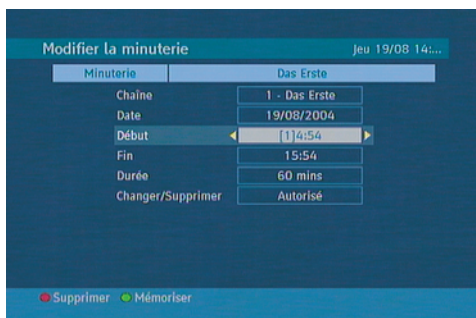 Modifier la minuterie Jeu 19/08 14:...
Minuterie Das Erste
Chaîne 1 - Das Erste
Date 19/08/2004
Début [1]4:54
Fin 15:54
Durée 60 mins
Changer/Supprimer Autorisé
Supprimer Mémoriser